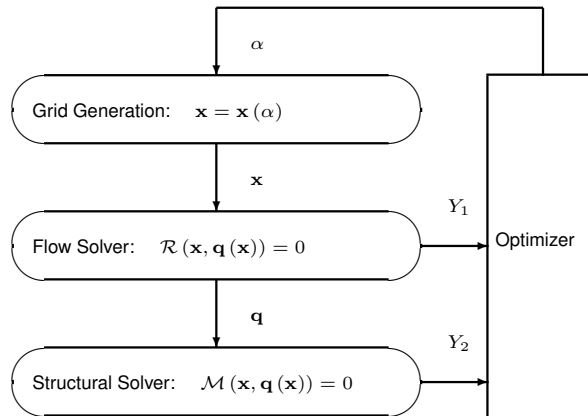 α
Grid Generation: 𝐱 = 𝐱 (α)
𝐱
Y₁
Flow Solver: ℛ (𝐱, 𝐪 (𝐱)) = 0
Optimizer
𝐪
Y₂
Structural Solver: ℳ (𝐱, 𝐪 (𝐱)) = 0